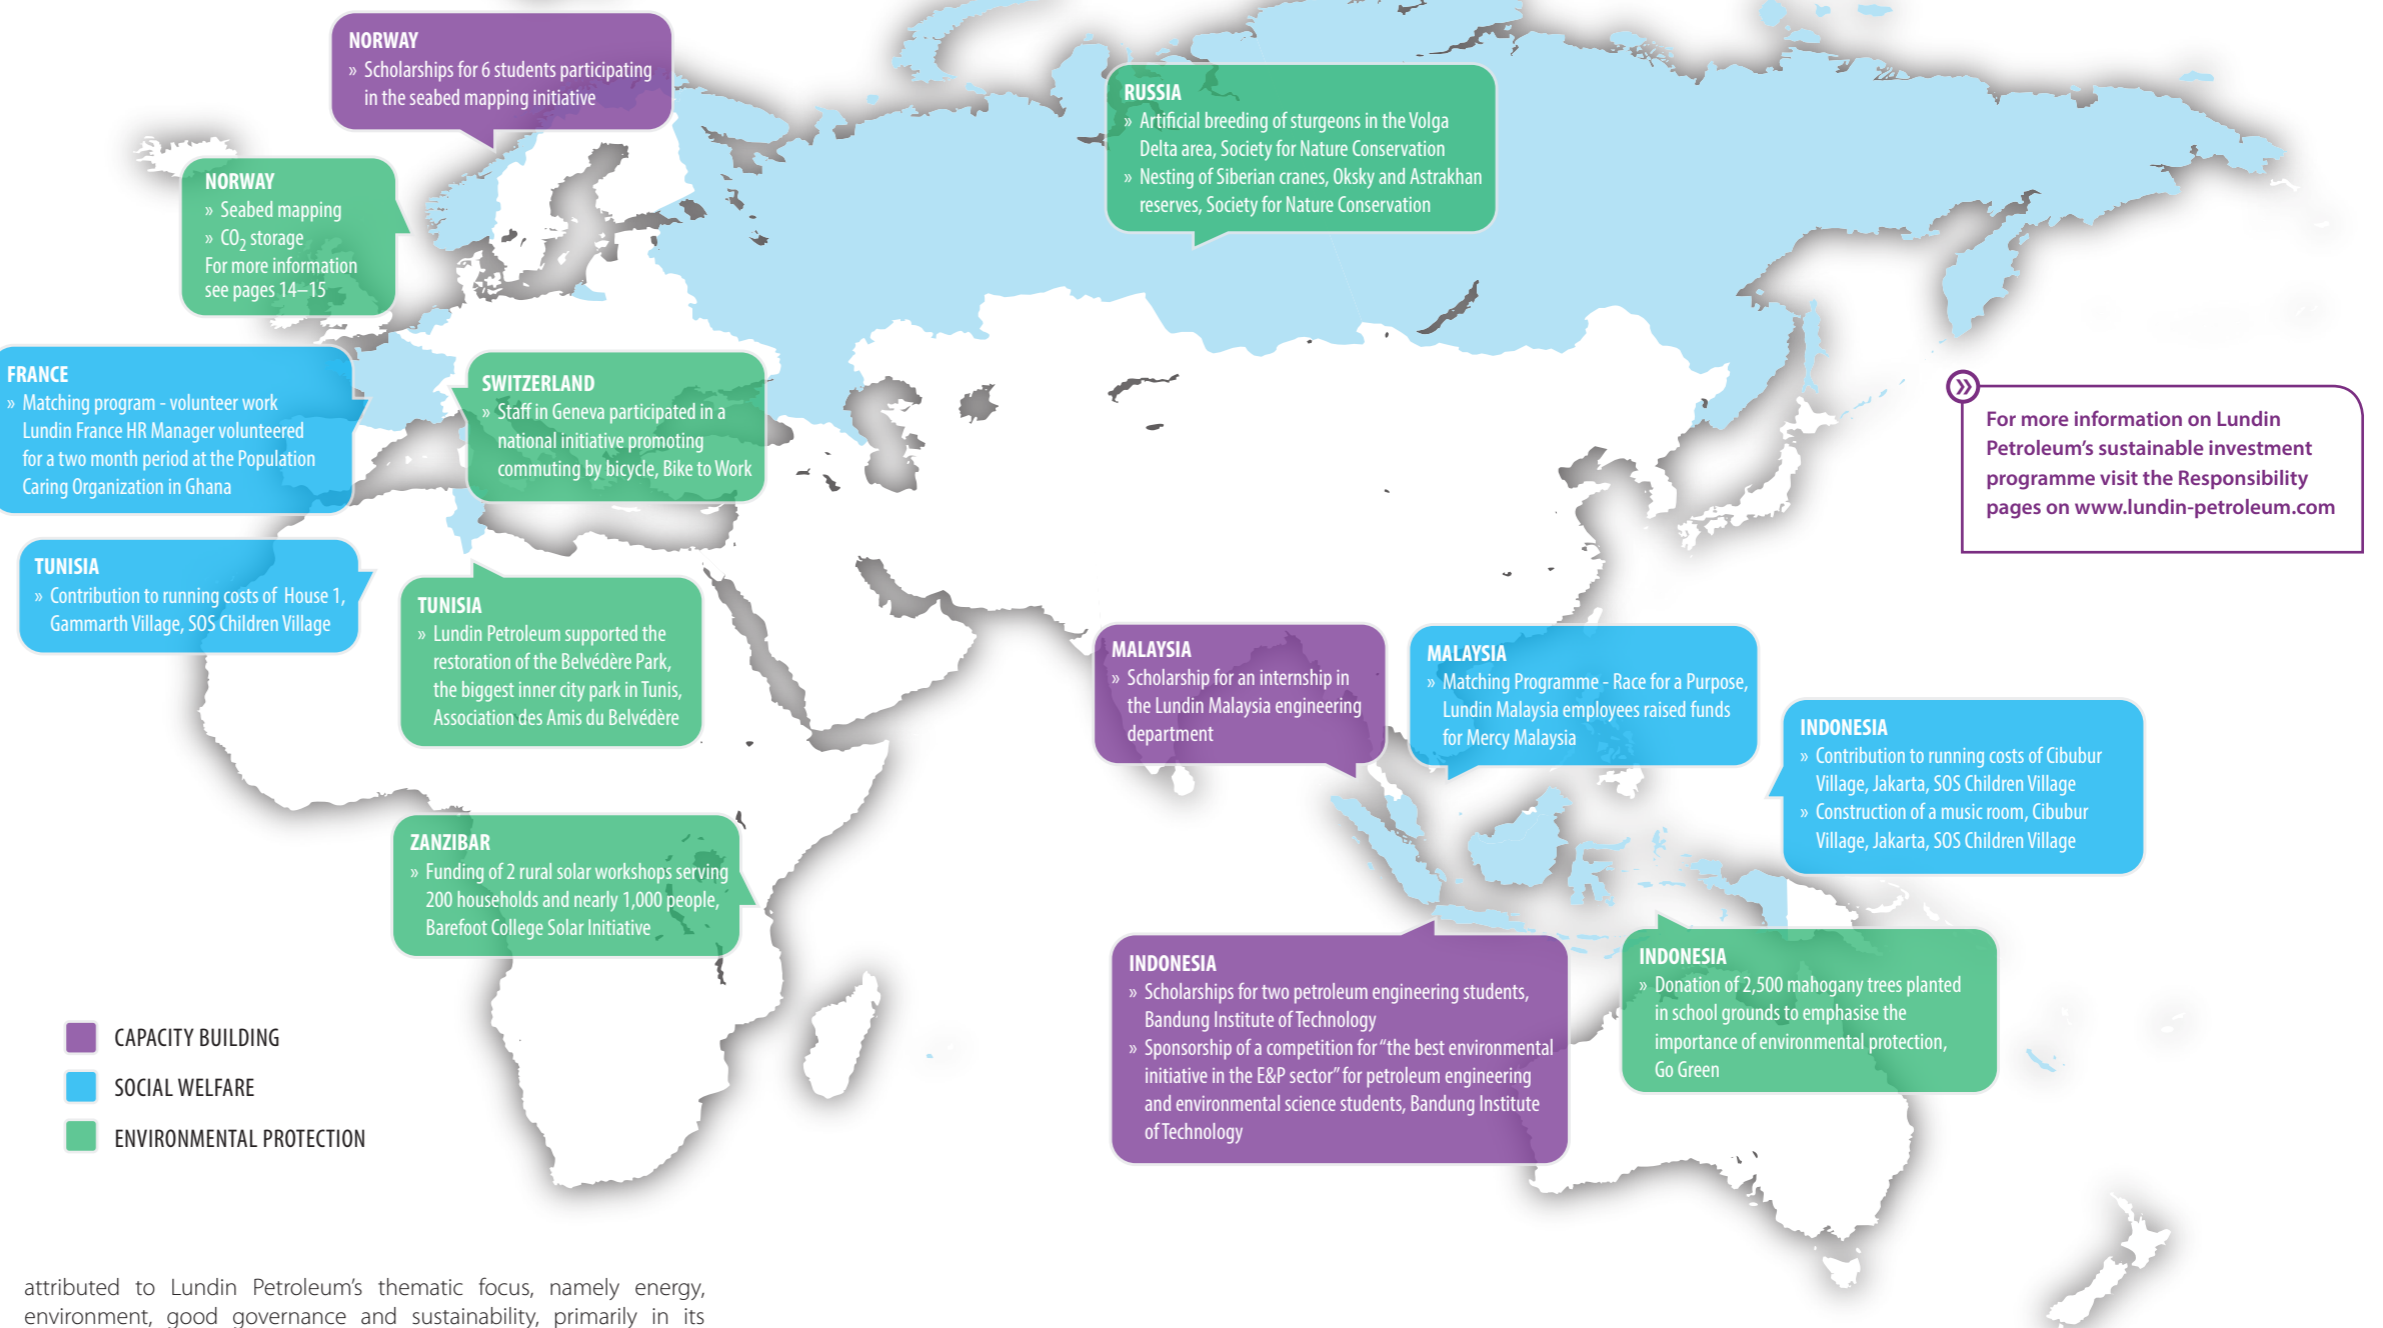 NORWAY
» Scholarships for 6 students participating
in the seabed mapping initiative
NORWAY
» Seabed mapping
» CO2 storage
For more information
see pages 14–15
RUSSIA
» Artificial breeding of sturgeons in the Volga
Delta area, Society for Nature Conservation
» Nesting of Siberian cranes, Oksky and Astrakhan
reserves, Society for Nature Conservation
FRANCE
» Matching program - volunteer work
Lundin France HR Manager volunteered
for a two month period at the Population
Caring Organization in Ghana
SWITZERLAND
» Staff in Geneva participated in a
national initiative promoting
commuting by bicycle, Bike to Work
»
For more information on Lundin
Petroleum's sustainable investment
programme visit the Responsibility
pages on www.lundin-petroleum.com
TUNISIA
» Contribution to running costs of House 1,
Gammarth Village, SOS Children Village
TUNISIA
» Lundin Petroleum supported the
restoration of the Belvédère Park,
the biggest inner city park in Tunis,
Association des Amis du Belvédère
MALAYSIA
» Scholarship for an internship in
the Lundin Malaysia engineering
department
MALAYSIA
» Matching Programme - Race for a Purpose,
Lundin Malaysia employees raised funds
for Mercy Malaysia
INDONESIA
» Contribution to running costs of Cibubur
Village, Jakarta, SOS Children Village
» Construction of a music room, Cibubur
Village, Jakarta, SOS Children Village
ZANZIBAR
» Funding of 2 rural solar workshops serving
200 households and nearly 1,000 people,
Barefoot College Solar Initiative
INDONESIA
» Scholarships for two petroleum engineering students,
Bandung Institute of Technology
» Sponsorship of a competition for “the best environmental
initiative in the E&P sector” for petroleum engineering
and environmental science students, Bandung Institute
of Technology
INDONESIA
» Donation of 2,500 mahogany trees planted
in school grounds to emphasise the
importance of environmental protection,
Go Green
CAPACITY BUILDING
SOCIAL WELFARE
ENVIRONMENTAL PROTECTION
attributed to Lundin Petroleum's thematic focus, namely energy,
environment, good governance and sustainability, primarily in its